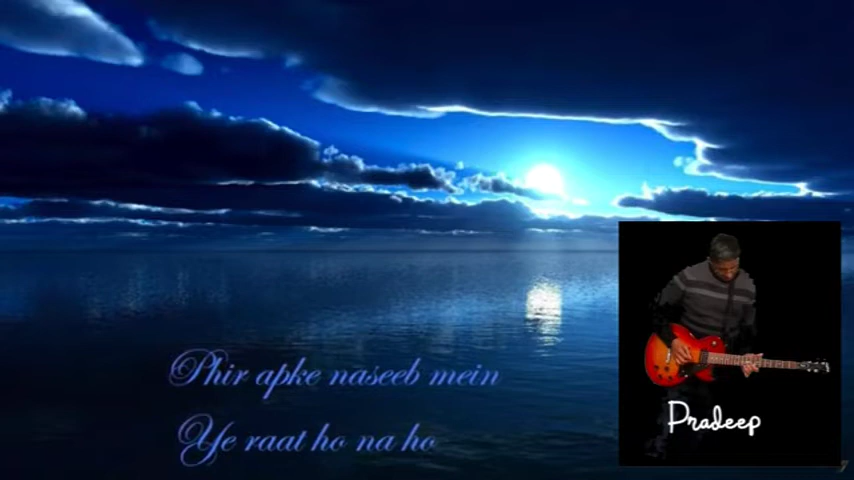 Phir apke naseeb mein
Ye raat ho na ho
Pradeep